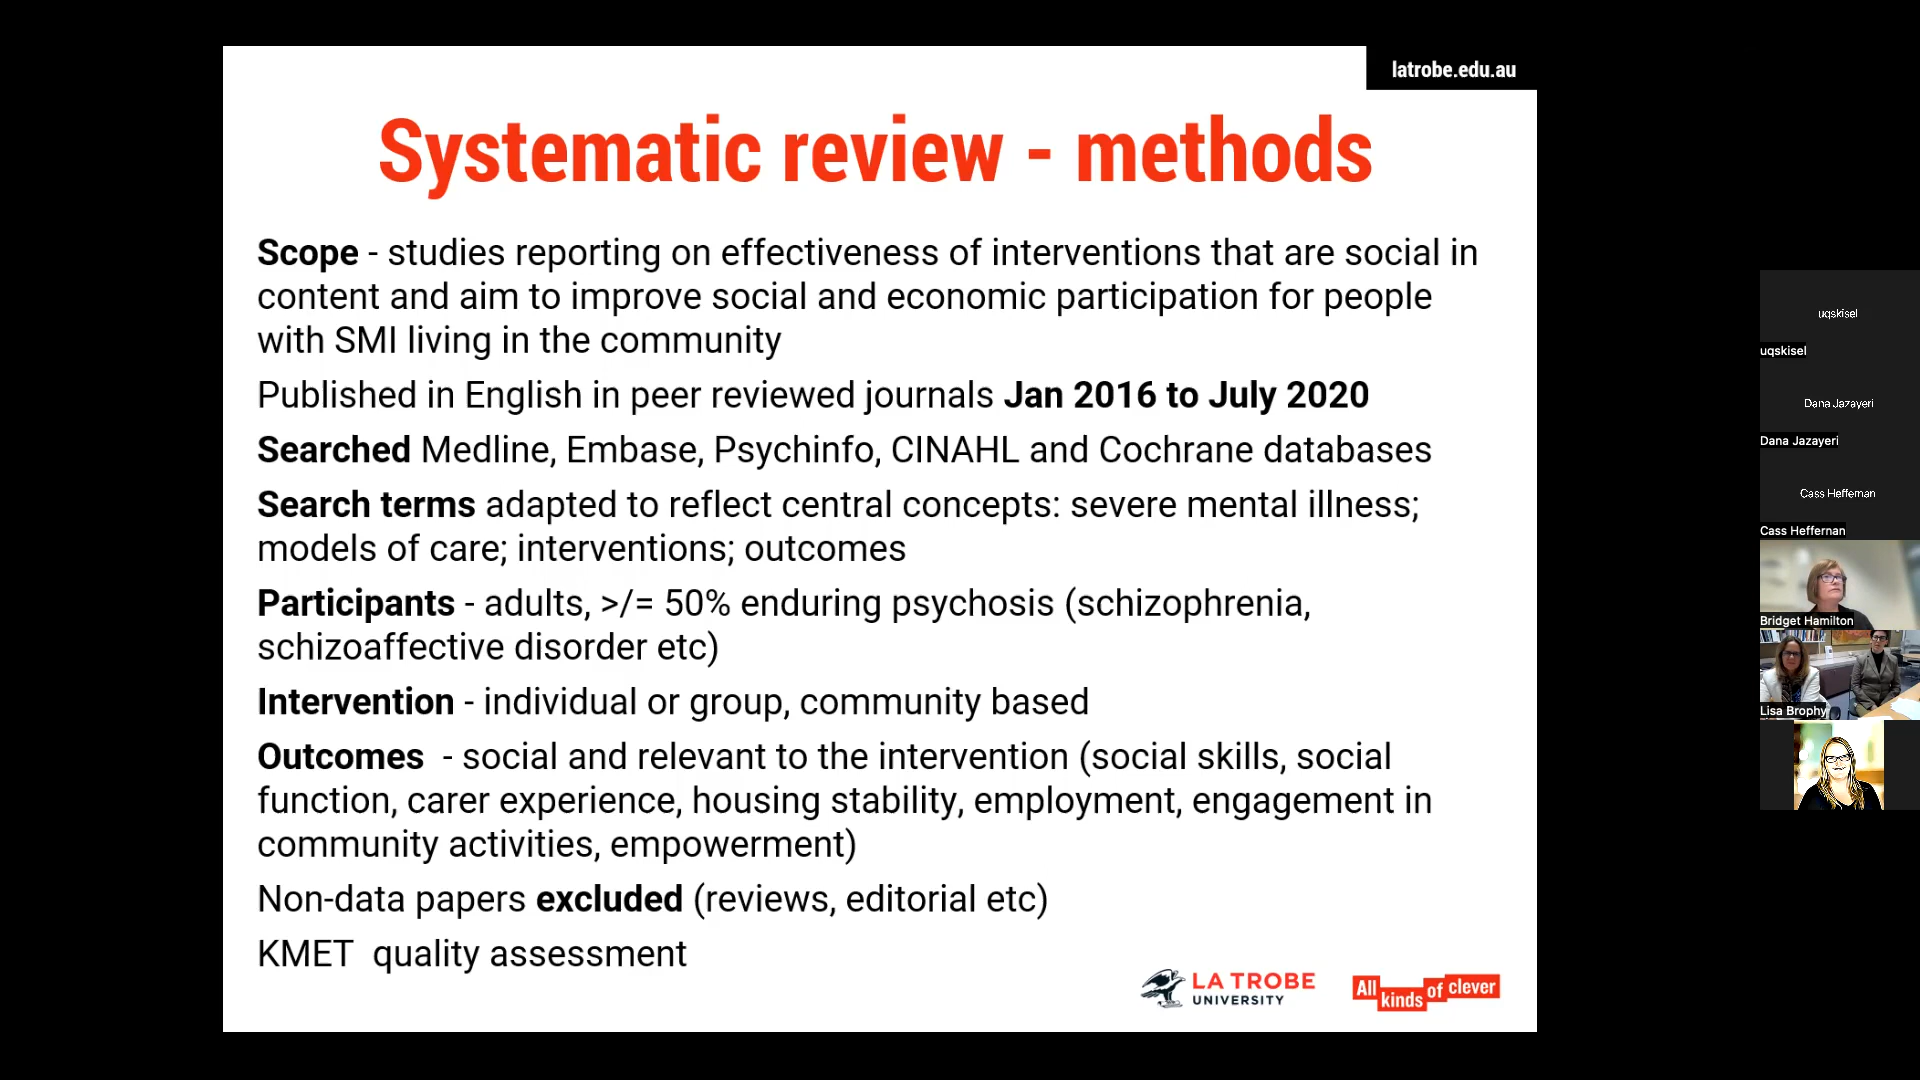 latrobe.edu.au
Systematic review - methods
Scope - studies reporting on effectiveness of interventions that are social in
content and aim to improve social and economic participation for people
with SMI living in the community
Published in English in peer reviewed journals Jan 2016 to July 2020
Searched Medline, Embase, Psychinfo, CINAHL and Cochrane databases
Search terms adapted to reflect central concepts: severe mental illness;
models of care; interventions; outcomes
Participants - adults, >/= 50% enduring psychosis (schizophrenia,
schizoaffective disorder etc)
Intervention - individual or group, community based
Outcomes - social and relevant to the intervention (social skills, social
function, carer experience, housing stability, employment, engagement in
community activities, empowerment)
Non-data papers excluded (reviews, editorial etc)
KMET quality assessment
LA TROBE
UNIVERSITY
All kinds of clever
uqskisel
uqskisel
Dana Jazayeri
Dana Jazayeri
Cass Heffernan
Cass Heffernan
Bridget Hamilton
Lisa Brophy